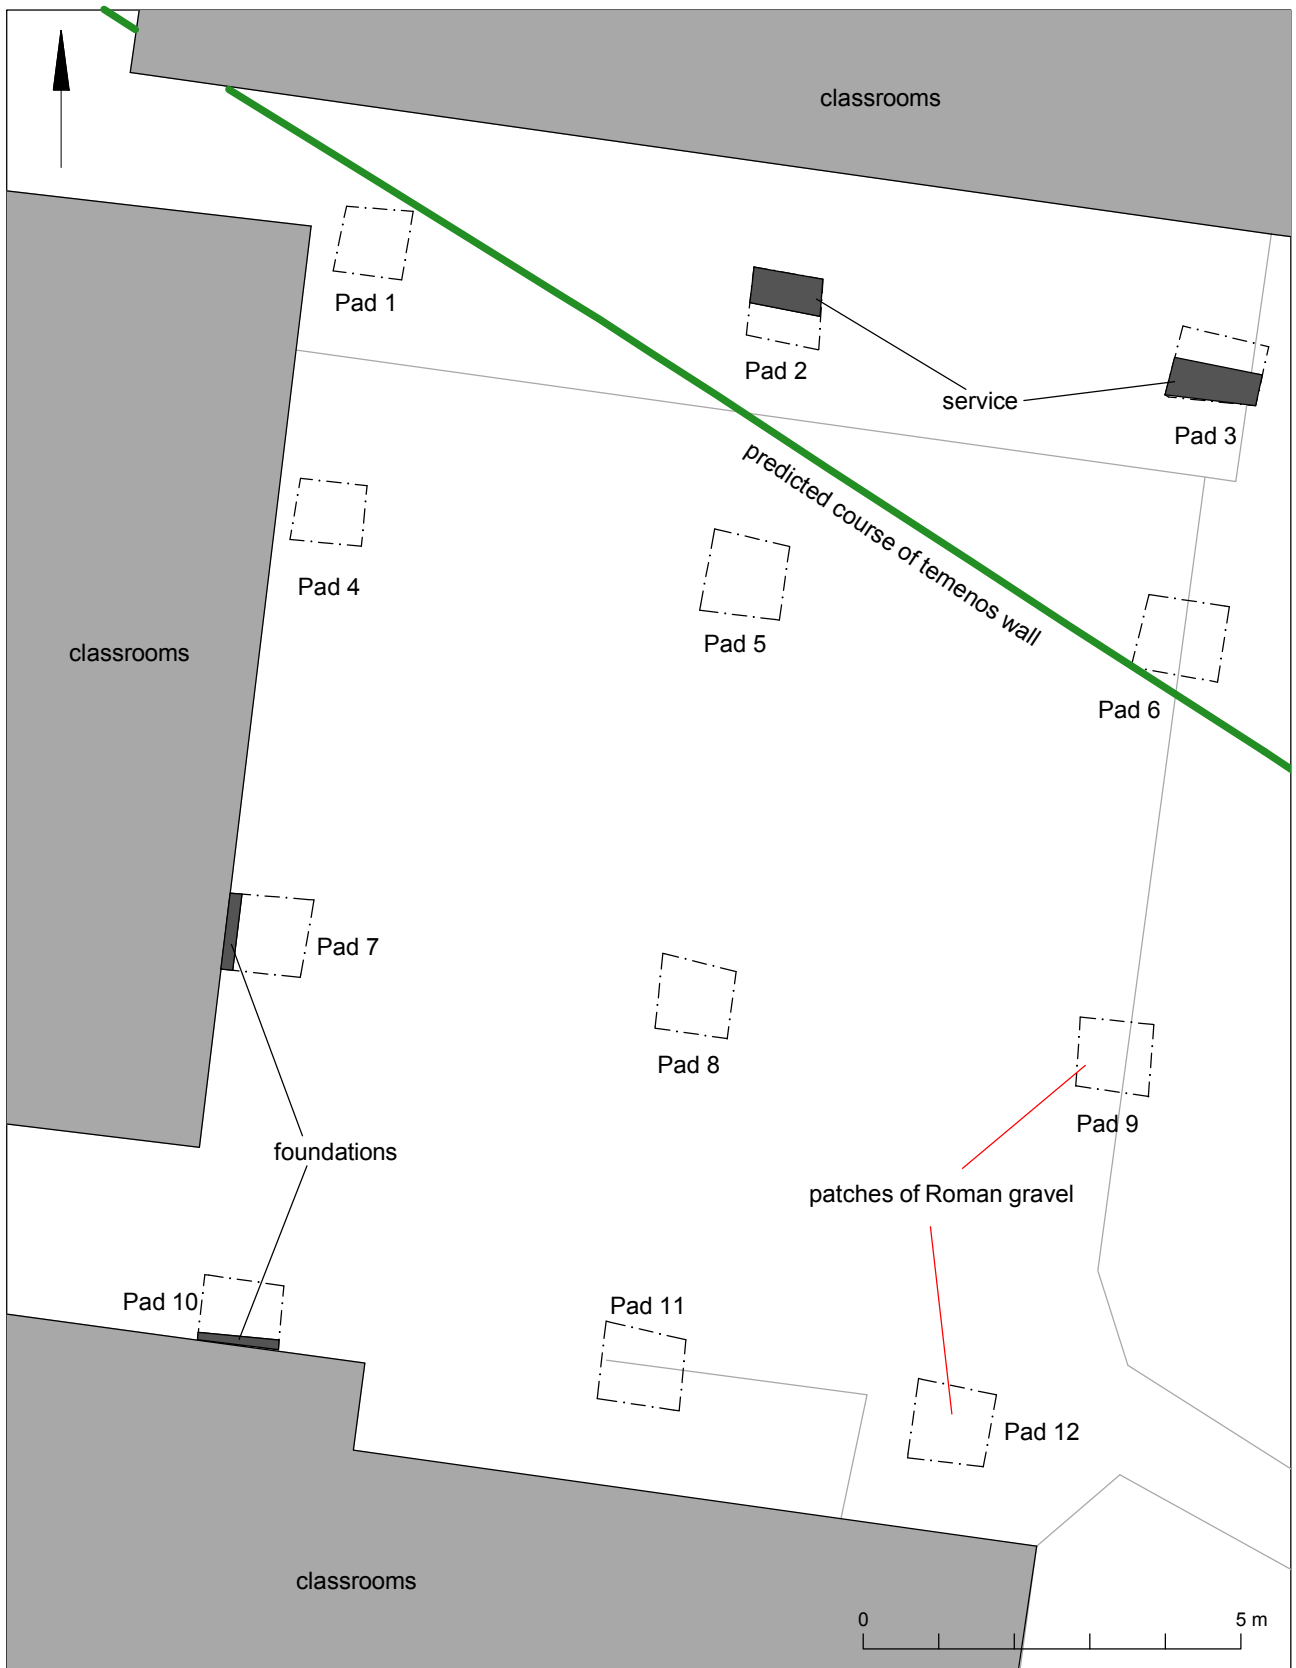 classrooms
Pad 1
Pad 2
service
Pad 3
predicted course of temenos wall
Pad 4
Pad 5
classrooms
Pad 6
Pad 7
Pad 8
Pad 9
foundations
patches of Roman gravel
Pad 10
Pad 11
Pad 12
classrooms
0 5 m